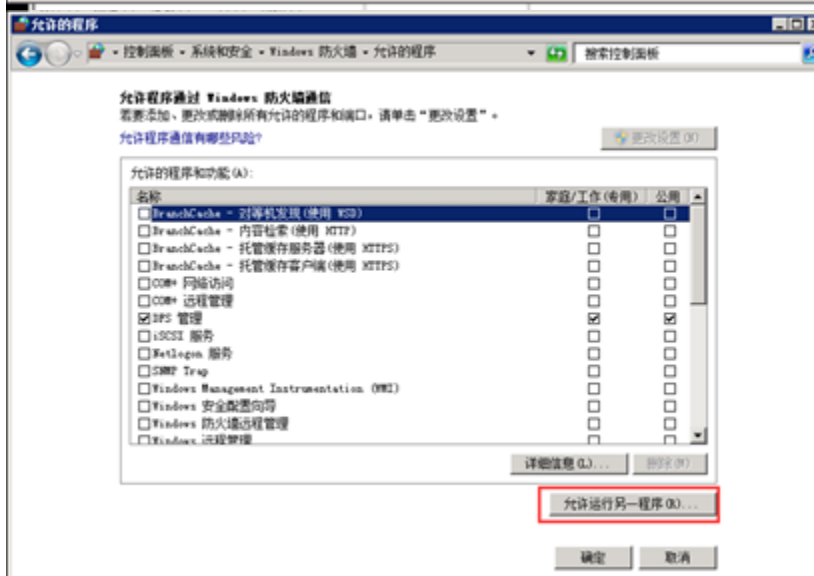 允许的程序
控制面板 - 系统和安全 - Windows 防火墙 - 允许的程序
搜索控制面板
允许程序通过 Windows 防火墙通信
若要添加、更改或删除所有允许的程序和端口，请单击“更改设置”。
允许程序通信有哪些风险?
更改设置(N)
允许的程序和功能(A):
名称 家庭/工作(专用) 公用
BranchCache - 对等机发现(使用 WSD)
BranchCache - 内容检索(使用 HTTP)
BranchCache - 托管缓存服务器(使用 HTTPS)
BranchCache - 托管缓存客户端(使用 HTTPS)
COM+ 网络访问
COM+ 远程管理
DFS 管理
iSCSI 服务
Netlogon 服务
SNMP Trap
Windows Management Instrumentation (WMI)
Windows 安全配置向导
Windows 防火墙远程管理
Windows 远程管理
详细信息(L)... 删除(M)
允许运行另一程序(R)...
确定 取消